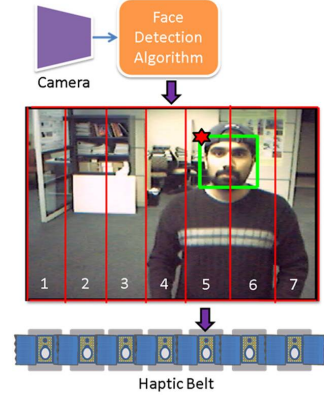 Face
Detection
Algorithm
Camera
1 2 3 4 5 6 7
Haptic Belt